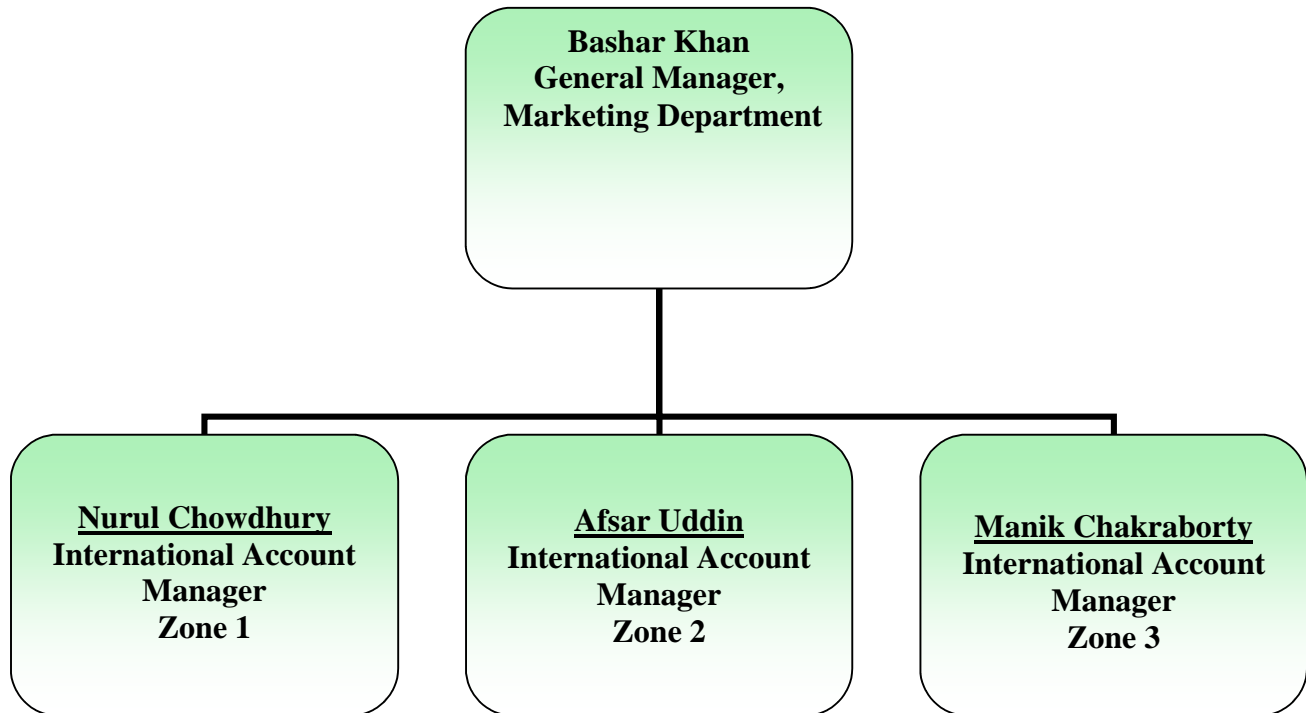 Bashar Khan
General Manager,
Marketing Department
Nurul Chowdhury
International Account
Manager
Zone 1
Afsar Uddin
International Account
Manager
Zone 2
Manik Chakraborty
International Account
Manager
Zone 3